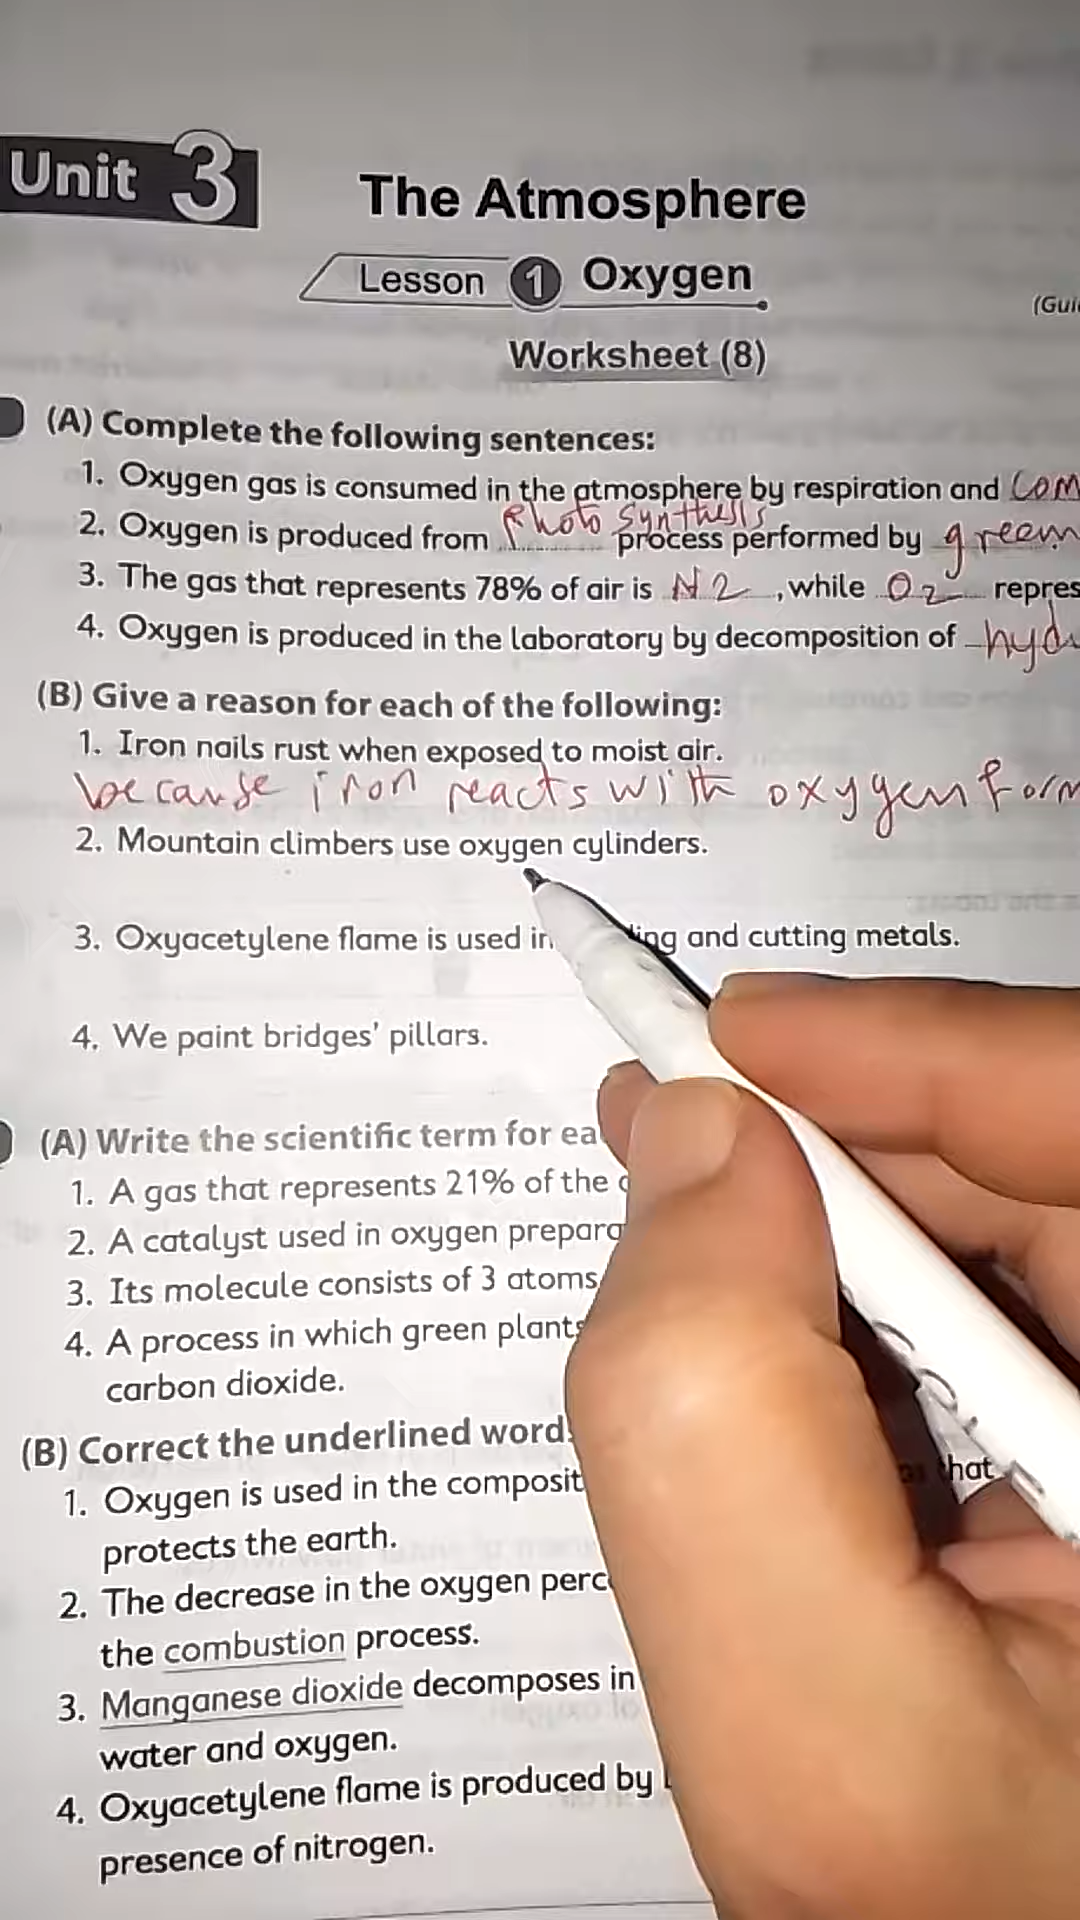 Unit 3
The Atmosphere
Lesson 1 Oxygen
(Gui
Worksheet (8)
(A) Complete the following sentences:
1. Oxygen gas is consumed in the atmosphere by respiration and Com
2. Oxygen is produced from Photo synthesis process performed by green
3. The gas that represents 78% of air is N2, while O2 repres
4. Oxygen is produced in the laboratory by decomposition of hyd
(B) Give a reason for each of the following:
1. Iron nails rust when exposed to moist air.
because iron reacts with oxygen form
2. Mountain climbers use oxygen cylinders.
3. Oxyacetylene flame is used in ing and cutting metals.
4. We paint bridges' pillars.
(A) Write the scientific term for ea
1. A gas that represents 21% of the
2. A catalyst used in oxygen prepara
3. Its molecule consists of 3 atoms
4. A process in which green plants
carbon dioxide.
(B) Correct the underlined word
1. Oxygen is used in the composit that
protects the earth.
2. The decrease in the oxygen perc
the combustion process.
3. Manganese dioxide decomposes in
water and oxygen.
4. Oxyacetylene flame is produced by
presence of nitrogen.